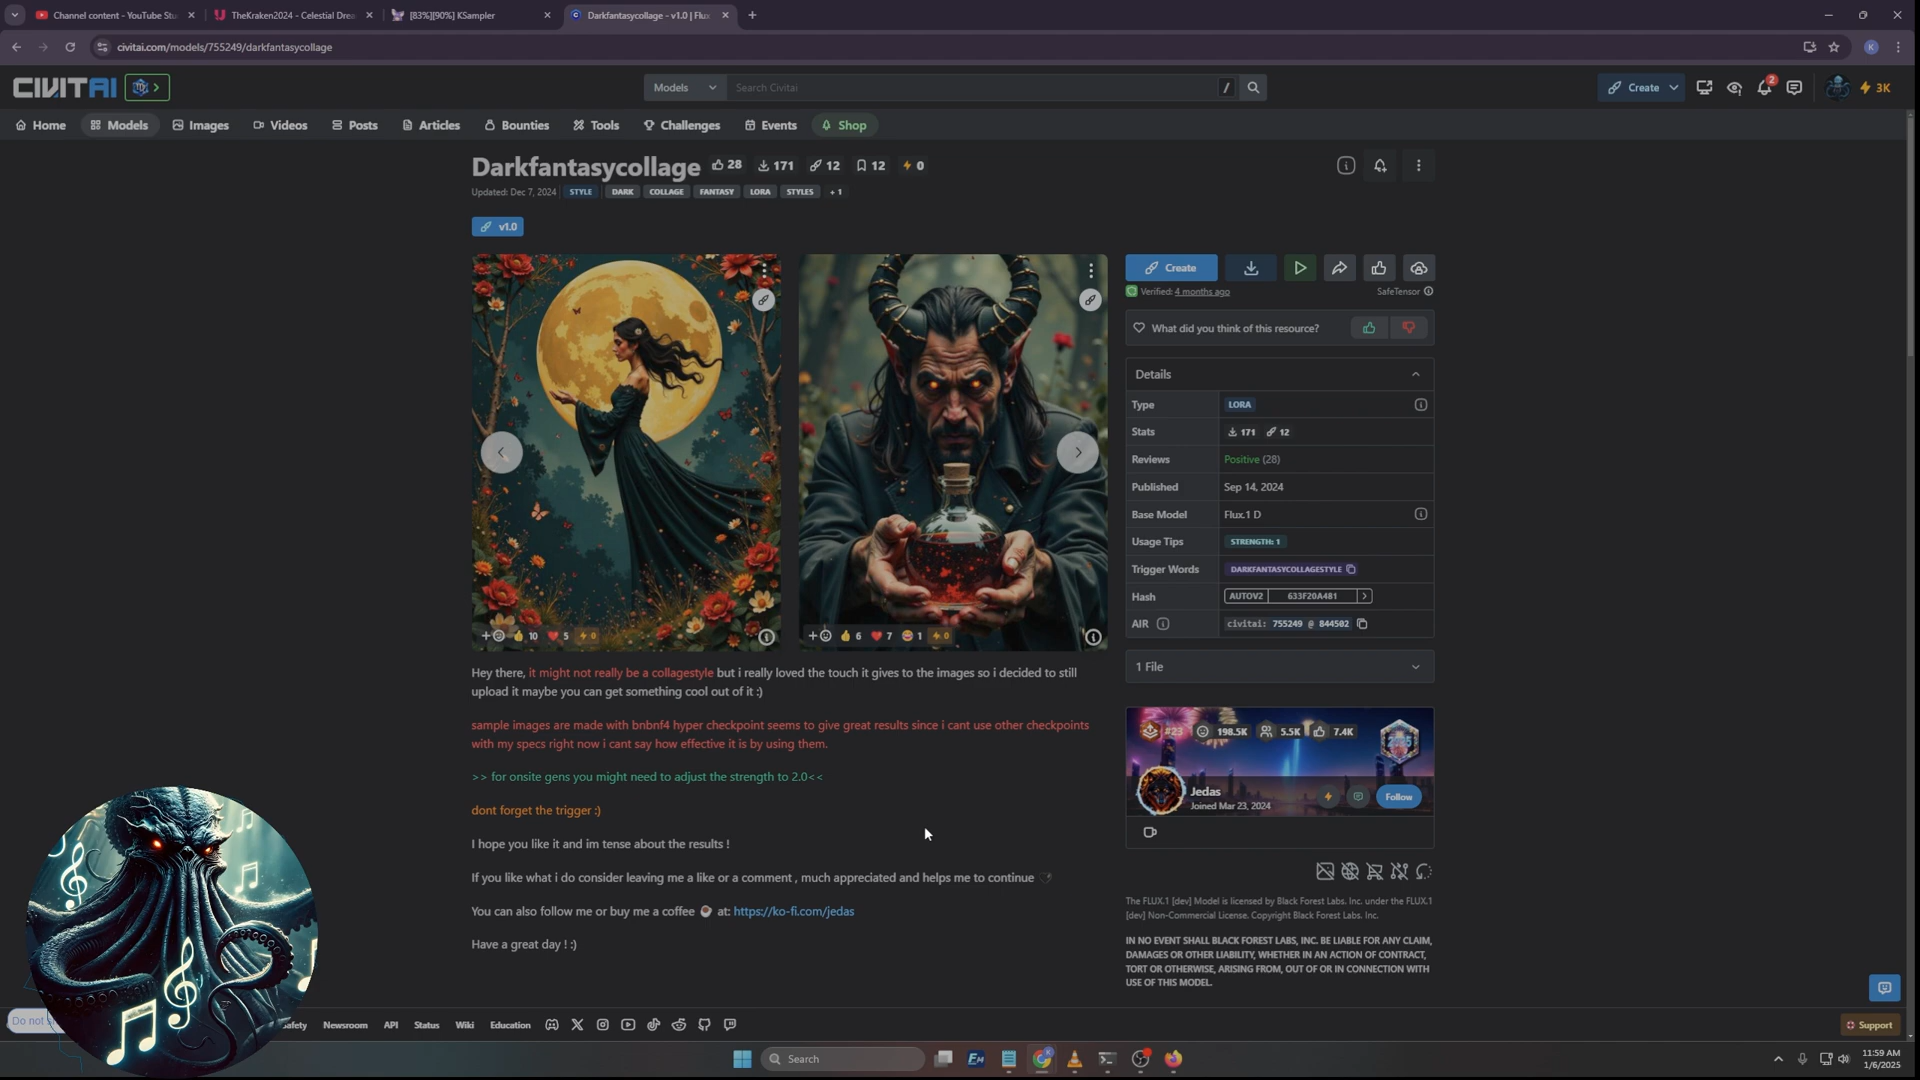 Channel content - YouTube Stu
TheKraken2024 - Celestial Drea
[83%][90%] KSampler
Darkfantasycollage - v1.0 | Flux
civitai.com/models/755249/darkfantasycollage
K
CIVITAI
Models
Search Civitai
/
Create
2
3K
Home
Models
Images
Videos
Posts
Articles
Bounties
Tools
Challenges
Events
Shop
Darkfantasycollage
28
171
12
12
0
Updated: Dec 7, 2024
STYLE
DARK
COLLAGE
FANTASY
LORA
STYLES
+ 1
v1.0
Create
Verified: 4 months ago
SafeTensor
What did you think of this resource?
Details
Type
LORA
Stats
171
12
Reviews
Positive (28)
Published
Sep 14, 2024
Base Model
Flux.1 D
Usage Tips
STRENGTH: 1
Trigger Words
DARKFANTASYCOLLAGESTYLE
Hash
AUTOV2
633F20A481
AIR
civitai: 755249 @ 844502
10
5
0
6
7
1
0
1 File
Hey there, it might not really be a collagestyle but i really loved the touch it gives to the images so i decided to still
upload it maybe you can get something cool out of it :)
sample images are made with bnbnf4 hyper checkpoint seems to give great results since i cant use other checkpoints
with my specs right now i cant say how effective it is by using them.
>> for onsite gens you might need to adjust the strength to 2.0<<
dont forget the trigger :)
I hope you like it and im tense about the results !
If you like what i do consider leaving me a like or a comment , much appreciated and helps me to continue
You can also follow me or buy me a coffee at: https://ko-fi.com/jedas
Have a great day ! :)
#23
198.5K
5.5K
7.4K
Jedas
Joined Mar 23, 2024
Follow
The FLUX.1 [dev] Model is licensed by Black Forest Labs. Inc. under the FLUX.1
[dev] Non-Commercial License. Copyright Black Forest Labs. Inc.
IN NO EVENT SHALL BLACK FOREST LABS, INC. BE LIABLE FOR ANY CLAIM,
DAMAGES OR OTHER LIABILITY, WHETHER IN AN ACTION OF CONTRACT,
TORT OR OTHERWISE, ARISING FROM, OUT OF OR IN CONNECTION WITH
USE OF THIS MODEL.
Do not
Safety
Newsroom
API
Status
Wiki
Education
Support
Search
11:59 AM
1/6/2025